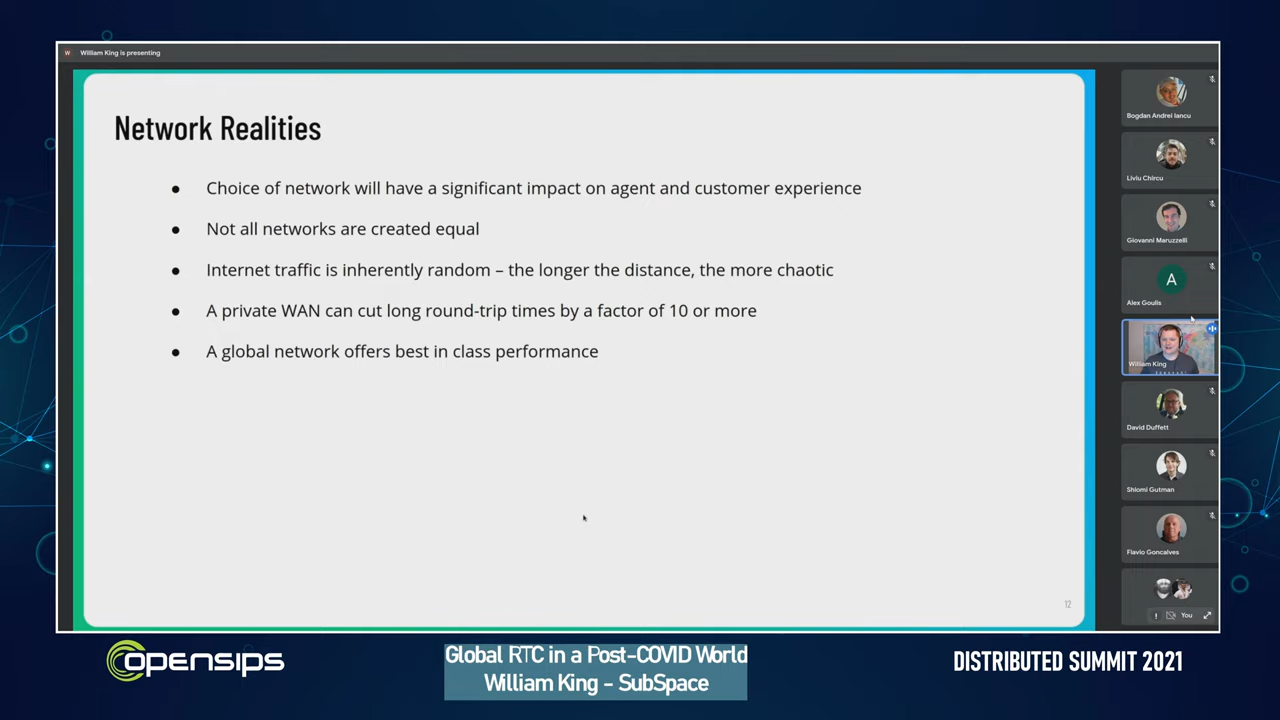 W
William King is presenting
Network Realities
● Choice of network will have a significant impact on agent and customer experience
● Not all networks are created equal
● Internet traffic is inherently random – the longer the distance, the more chaotic
● A private WAN can cut long round-trip times by a factor of 10 or more
● A global network offers best in class performance
12
Bogdan Andrei Iancu
Liviu Chircu
Giovanni Maruzzelli
A
Alex Goulis
William King
David Duffett
Shlomi Gutman
Flavio Goncalves
You
opensips
Global RTC in a Post-COVID World
William King - SubSpace
DISTRIBUTED SUMMIT 2021